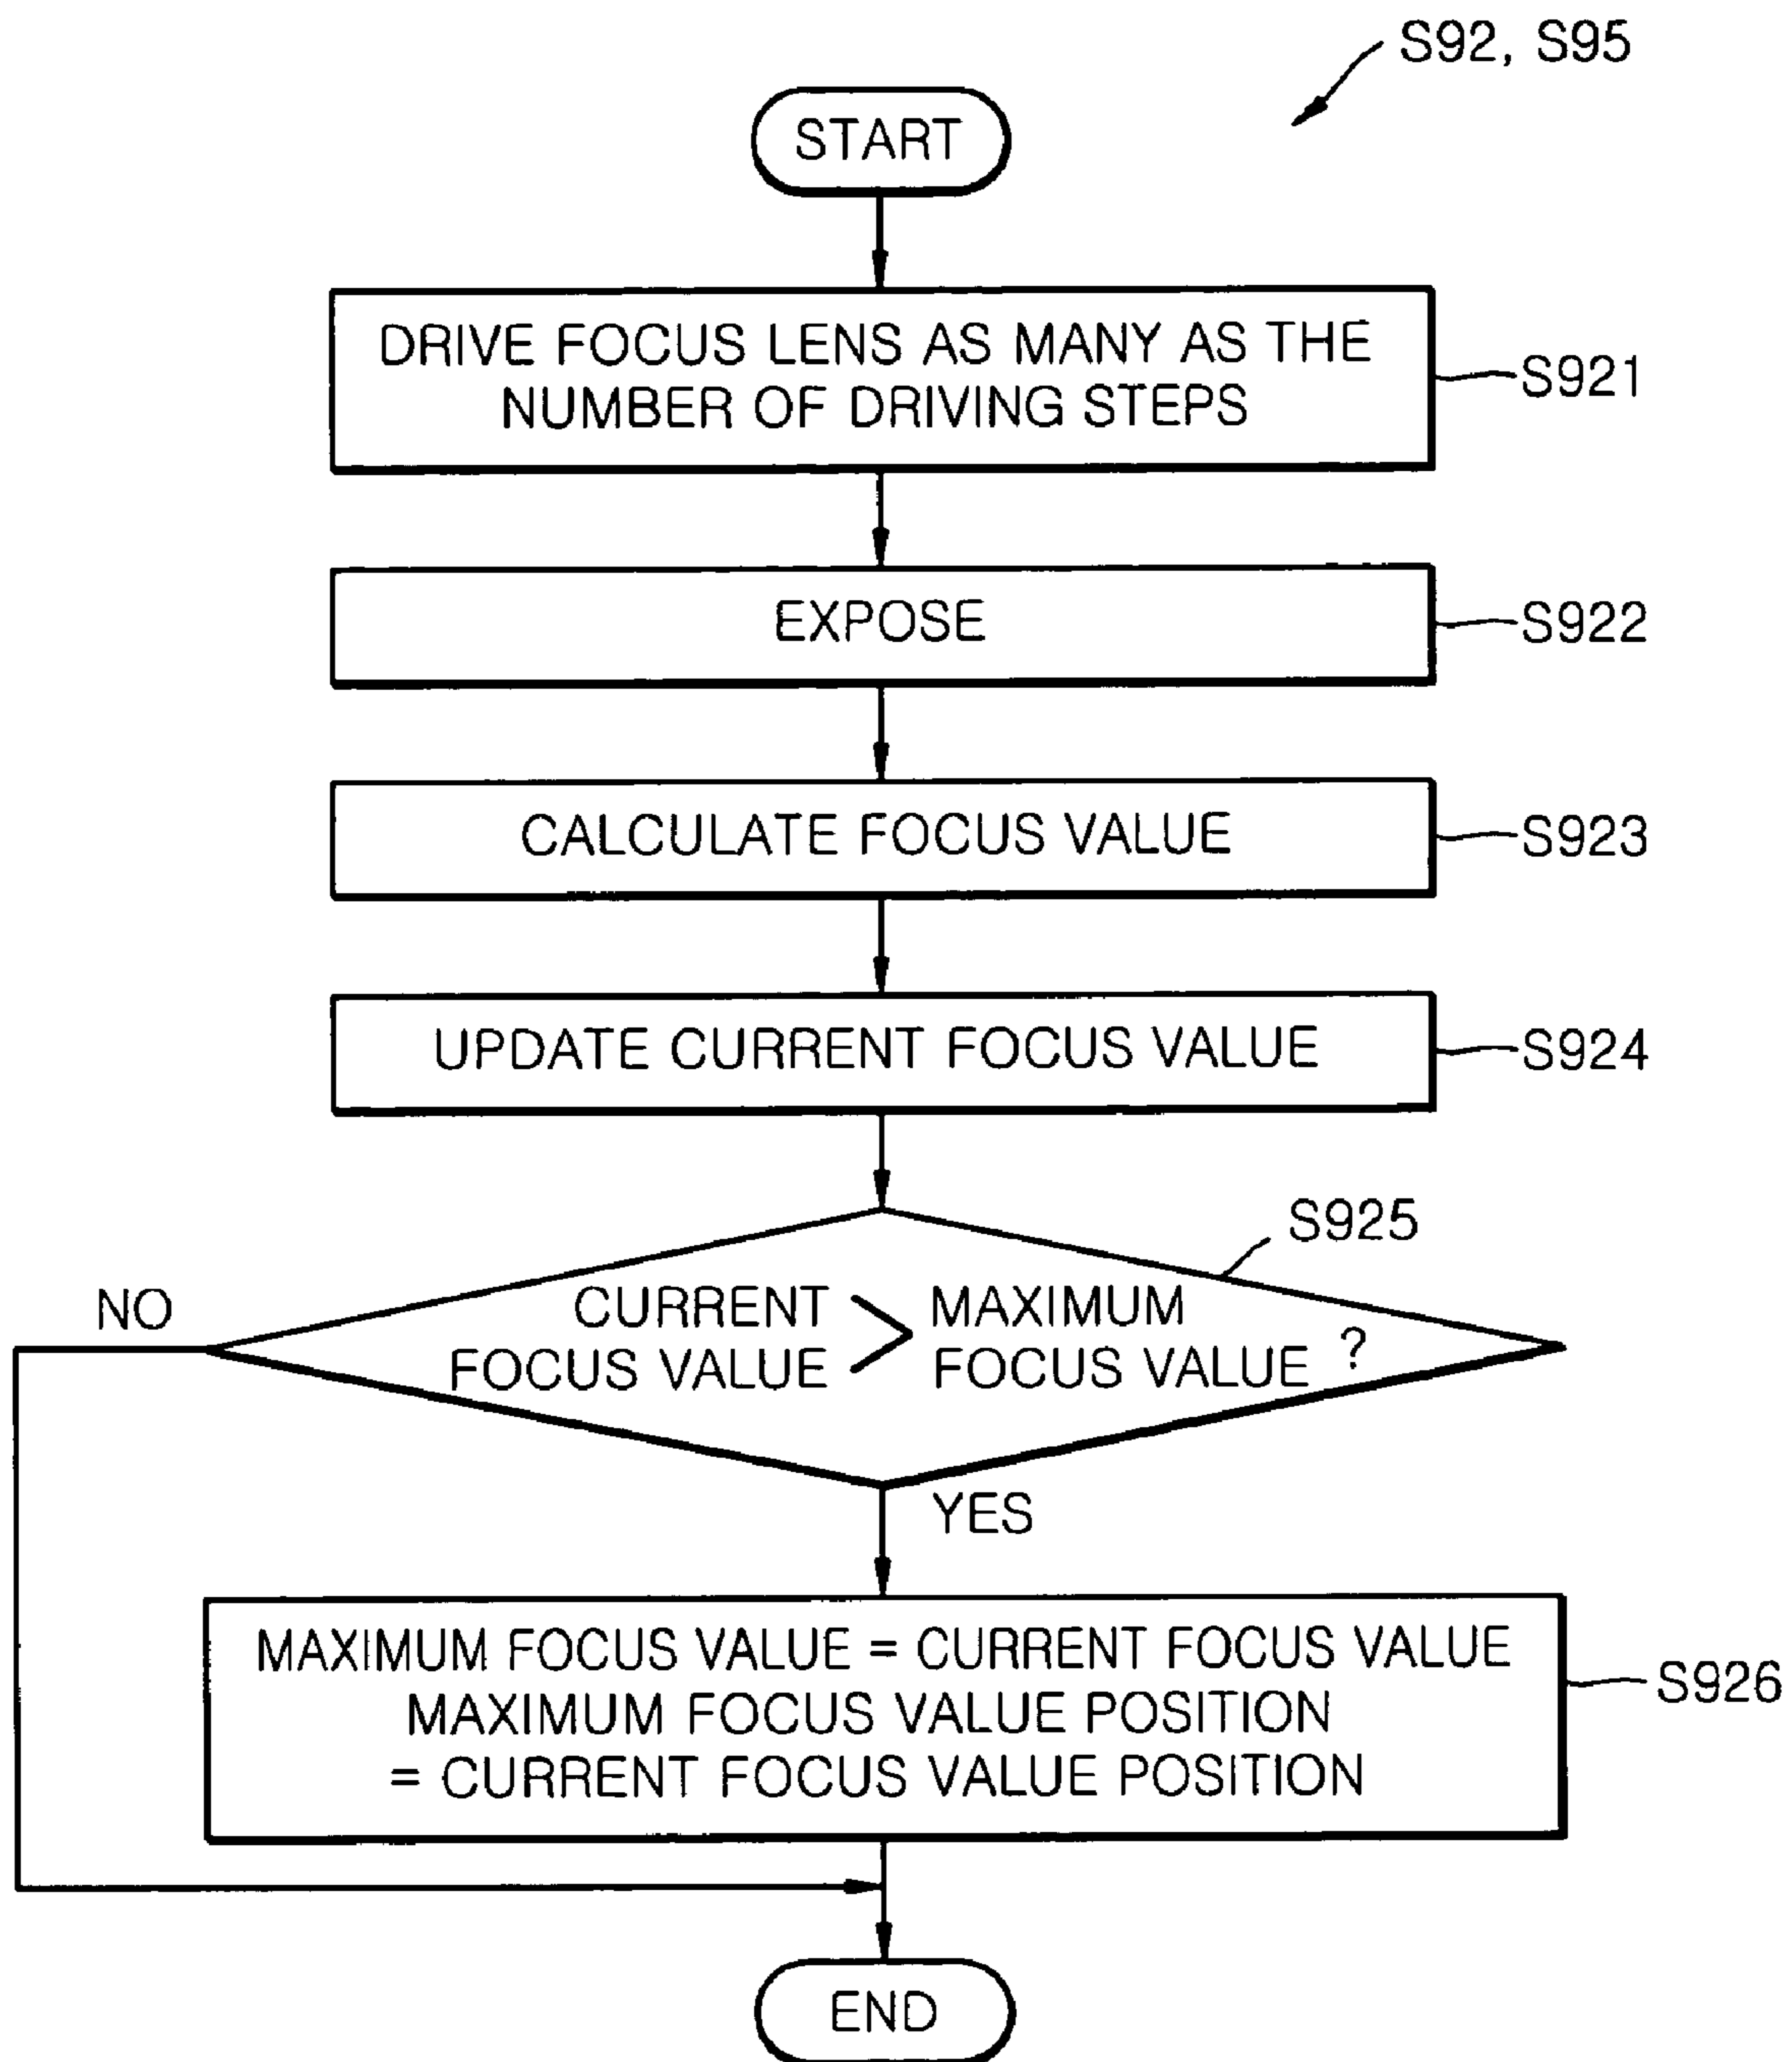 S92, S95
START
DRIVE FOCUS LENS AS MANY AS THE
NUMBER OF DRIVING STEPS
S921
EXPOSE
S922
CALCULATE FOCUS VALUE
S923
UPDATE CURRENT FOCUS VALUE
S924
S925
NO
CURRENT > MAXIMUM
FOCUS VALUE FOCUS VALUE ?
YES
MAXIMUM FOCUS VALUE = CURRENT FOCUS VALUE
MAXIMUM FOCUS VALUE POSITION
= CURRENT FOCUS VALUE POSITION
S926
END